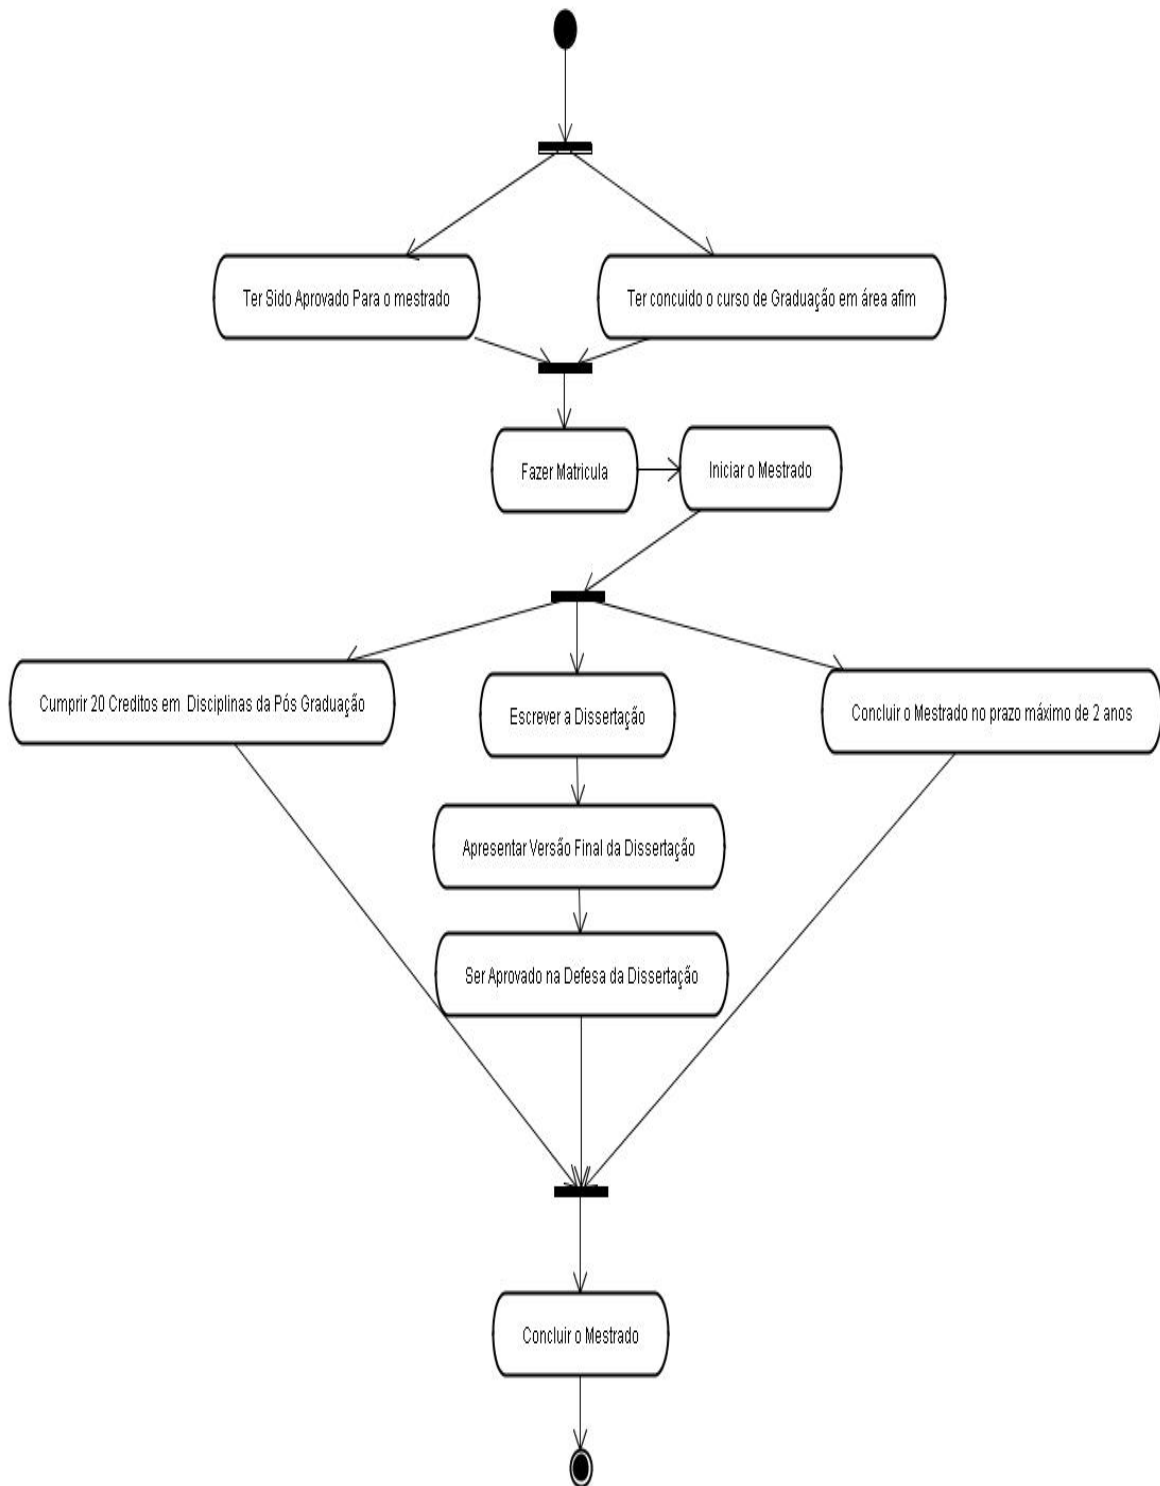 Ter Sido Aprovado Para o mestrado
Ter concuido o curso de Graduação em área afim
Fazer Matricula
Iniciar o Mestrado
Cumprir 20 Creditos em Disciplinas da Pós Graduação
Escrever a Dissertação
Concluir o Mestrado no prazo máximo de 2 anos
Apresentar Versão Final da Dissertação
Ser Aprovado na Defesa da Dissertação
Concluir o Mestrado